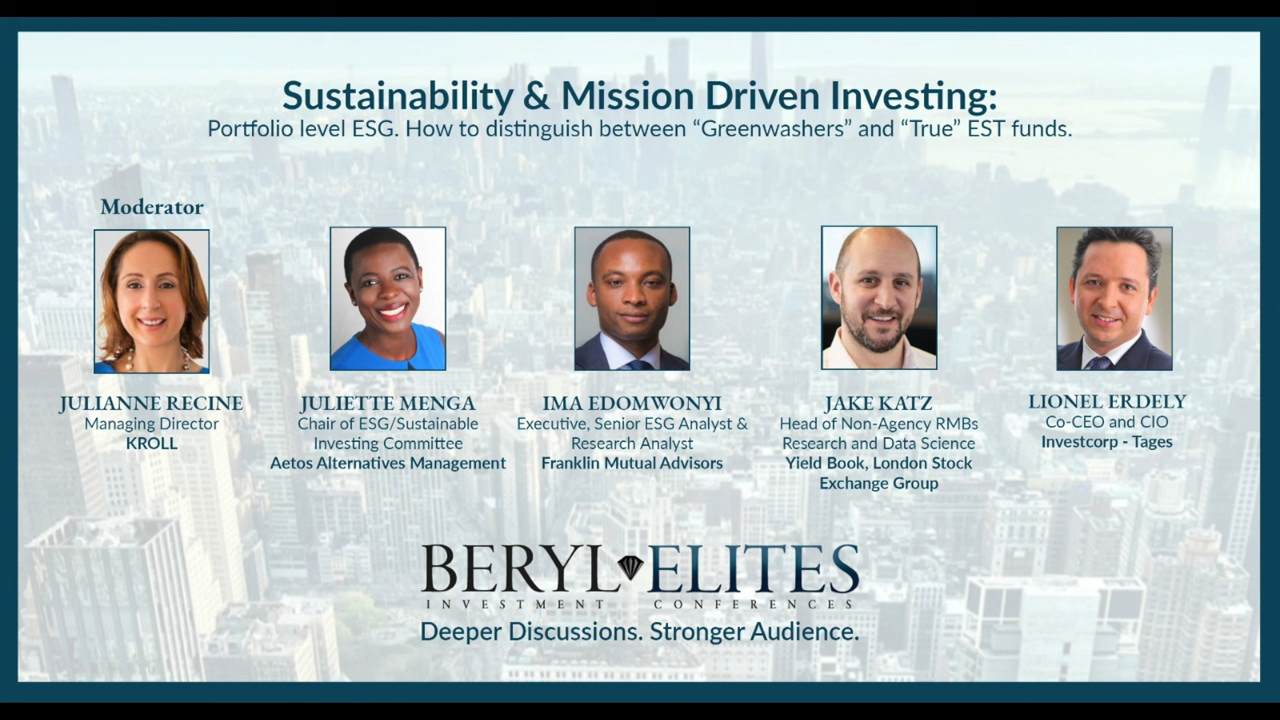 Sustainability & Mission Driven Investing:
Portfolio level ESG. How to distinguish between “Greenwashers” and “True” EST funds.
Moderator
JULIANNE RECINE
Managing Director
KROLL
JULIETTE MENGA
Chair of ESG/Sustainable
Investing Committee
Aetos Alternatives Management
IMA EDOMWONYI
Executive, Senior ESG Analyst &
Research Analyst
Franklin Mutual Advisors
JAKE KATZ
Head of Non-Agency RMBs
Research and Data Science
Yield Book, London Stock
Exchange Group
LIONEL ERDELY
Co-CEO and CIO
Investcorp - Tages
BERYL ELITES
INVESTMENT CONFERENCES
Deeper Discussions. Stronger Audience.